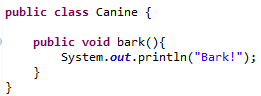 public class Canine {
public void bark(){
System.out.println("Bark!");
}
}